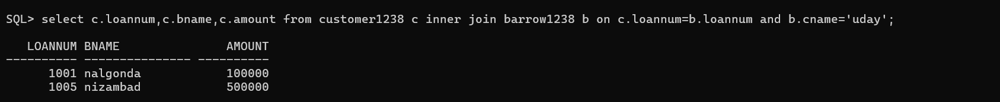 SQL> select c.loannum,c.bname,c.amount from customer1238 c inner join barrow1238 b on c.loannum=b.loannum and b.cname='uday';
   LOANNUM BNAME               AMOUNT
---------- --------------- ----------
      1001 nalgonda            100000
      1005 nizambad            500000